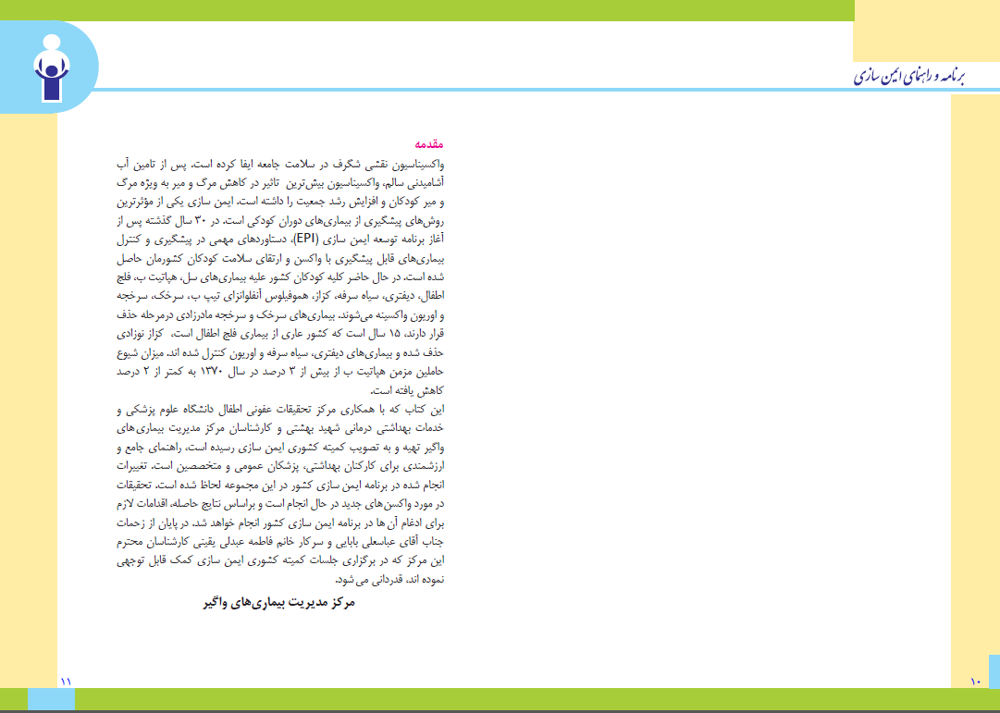 برنامه و راهنمای ایمن سازی
مقدمه
واکسیناسیون نقشی شگرف در سلامت جامعه ایفا کرده است. پس از تامین آب
آشامیدنی سالم، واکسیناسیون بیش‌ترین تاثیر در کاهش مرگ و میر به ویژه مرگ
و میر کودکان و افزایش رشد جمعیت را داشته است. ایمن سازی یکی از مؤثرترین
روش‌های پیشگیری از بیماری‌های دوران کودکی است. در ۳۰ سال گذشته پس از
آغاز برنامه توسعه ایمن سازی (EPI)، دستاوردهای مهمی در پیشگیری و کنترل
بیماری‌های قابل پیشگیری با واکسن و ارتقای سلامت کودکان کشورمان حاصل
شده است. در حال حاضر کلیه کودکان کشور علیه بیماری‌های سل، هپاتیت ب، فلج
اطفال، دیفتری، سیاه سرفه، کزاز، هموفیلوس آنفلوانزای تیپ ب، سرخک، سرخجه
و اوریون واکسینه می‌شوند. بیماری‌های سرخک و سرخجه مادرزادی درمرحله حذف
قرار دارند، ۱۵ سال است که کشور عاری از بیماری فلج اطفال است، کزاز نوزادی
حذف شده و بیماری‌های دیفتری، سیاه سرفه و اوریون کنترل شده اند. میزان شیوع
حاملین مزمن هپاتیت ب از بیش از ۳ درصد در سال ۱۳۷۰ به کمتر از ۲ درصد
کاهش یافته است.
این کتاب که با همکاری مرکز تحقیقات عفونی اطفال دانشگاه علوم پزشکی و
خدمات بهداشتی درمانی شهید بهشتی و کارشناسان مرکز مدیریت بیماری های
واگیر تهیه و به تصویب کمیته کشوری ایمن سازی رسیده است، راهنمای جامع و
ارزشمندی برای کارکنان بهداشتی، پزشکان عمومی و متخصصین است. تغییرات
انجام شده در برنامه ایمن سازی کشور در این مجموعه لحاظ شده است. تحقیقات
در مورد واکسن‌های جدید در حال انجام است و براساس نتایج حاصله، اقدامات لازم
برای ادغام آن ها در برنامه ایمن سازی کشور انجام خواهد شد. در پایان از زحمات
جناب آقای عباسعلی بابایی و سرکار خانم فاطمه عبدلی یقینی کارشناسان محترم
این مرکز که در برگزاری جلسات کمیته کشوری ایمن سازی کمک قابل توجهی
نموده اند، قدردانی می شود.
مرکز مدیریت بیماری‌های واگیر
۱۰
۱۱